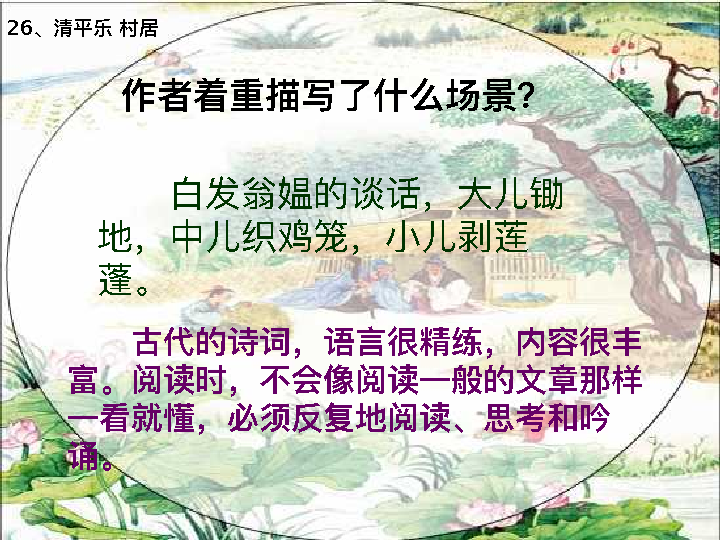 26、清平乐 村居
作者着重描写了什么场景?
白发翁媪的谈话，大儿锄
地，中儿织鸡笼，小儿剥莲
蓬。
古代的诗词，语言很精练，内容很丰
富。阅读时，不会像阅读一般的文章那样
一看就懂，必须反复地阅读、思考和吟
诵。